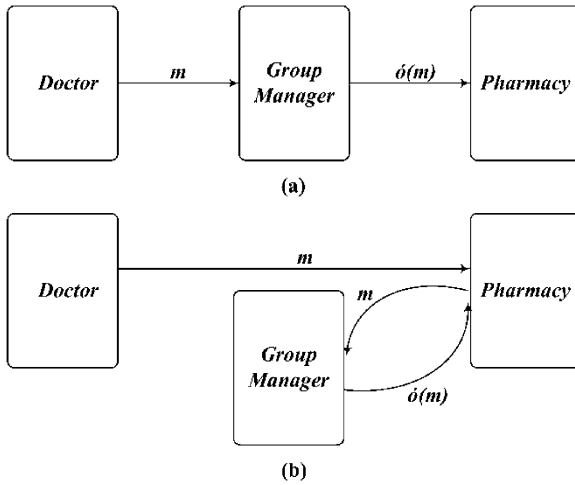 Doctor
m
Group
Manager
ó(m)
Pharmacy
(a)
Doctor
m
Pharmacy
m
Group
Manager
ó(m)
(b)